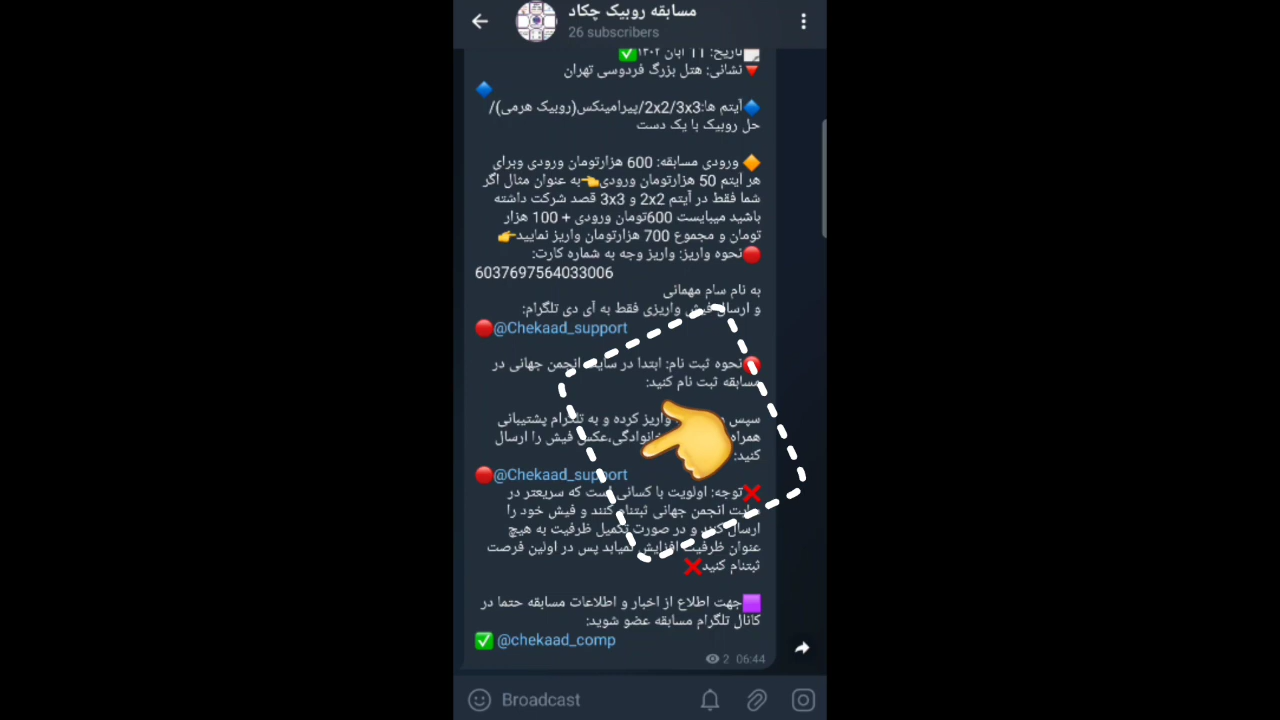 مسابقه روبیک چکاد
26 subscribers
تاریخ: 11 آبان ۱۴۰۴✅
🔻نشانی: هتل بزرگ فردوسی تهران
🔷
🔷آیتم ها:2x2/3x3/پیرامینکس(روبیک هرمی)/
حل روبیک با یک دست
🔶 ورودی مسابقه: 600 هزارتومان ورودی وبرای
هر آیتم 50 هزارتومان ورودی👈به عنوان مثال اگر
شما فقط در آیتم 2x2 و 3x3 قصد شرکت داشته
باشید میبایست 600تومان ورودی + 100 هزار
تومان و مجموع 700 هزارتومان واریز نمایید👉
🔴نحوه واریز: واریز وجه به شماره کارت:
6037697564033006
به نام سام مهمانی
و ارسال فیش واریزی فقط به آی دی تلگرام:
🔴@Chekaad_support
⭕نحوه ثبت نام: ابتدا در سایت انجمن جهانی در
مسابقه ثبت نام کنید:
سپس واریز کرده و به تلگرام پشتیبانی
همراه خانوادگی،عکس فیش را ارسال
کنید:
🔴@Chekaad_support
❌توجه: اولویت با کسانی است که سریعتر در
سایت انجمن جهانی ثبتنام کنند و فیش خود را
ارسال کنند و در صورت تکمیل ظرفیت به هیچ
عنوان ظرفیت افزایش نمیابد پس در اولین فرصت
ثبتنام کنید❌
🟪جهت اطلاع از اخبار و اطلاعات مسابقه حتما در
کانال تلگرام مسابقه عضو شوید:
✅ @chekaad_comp
2 06:44
Broadcast